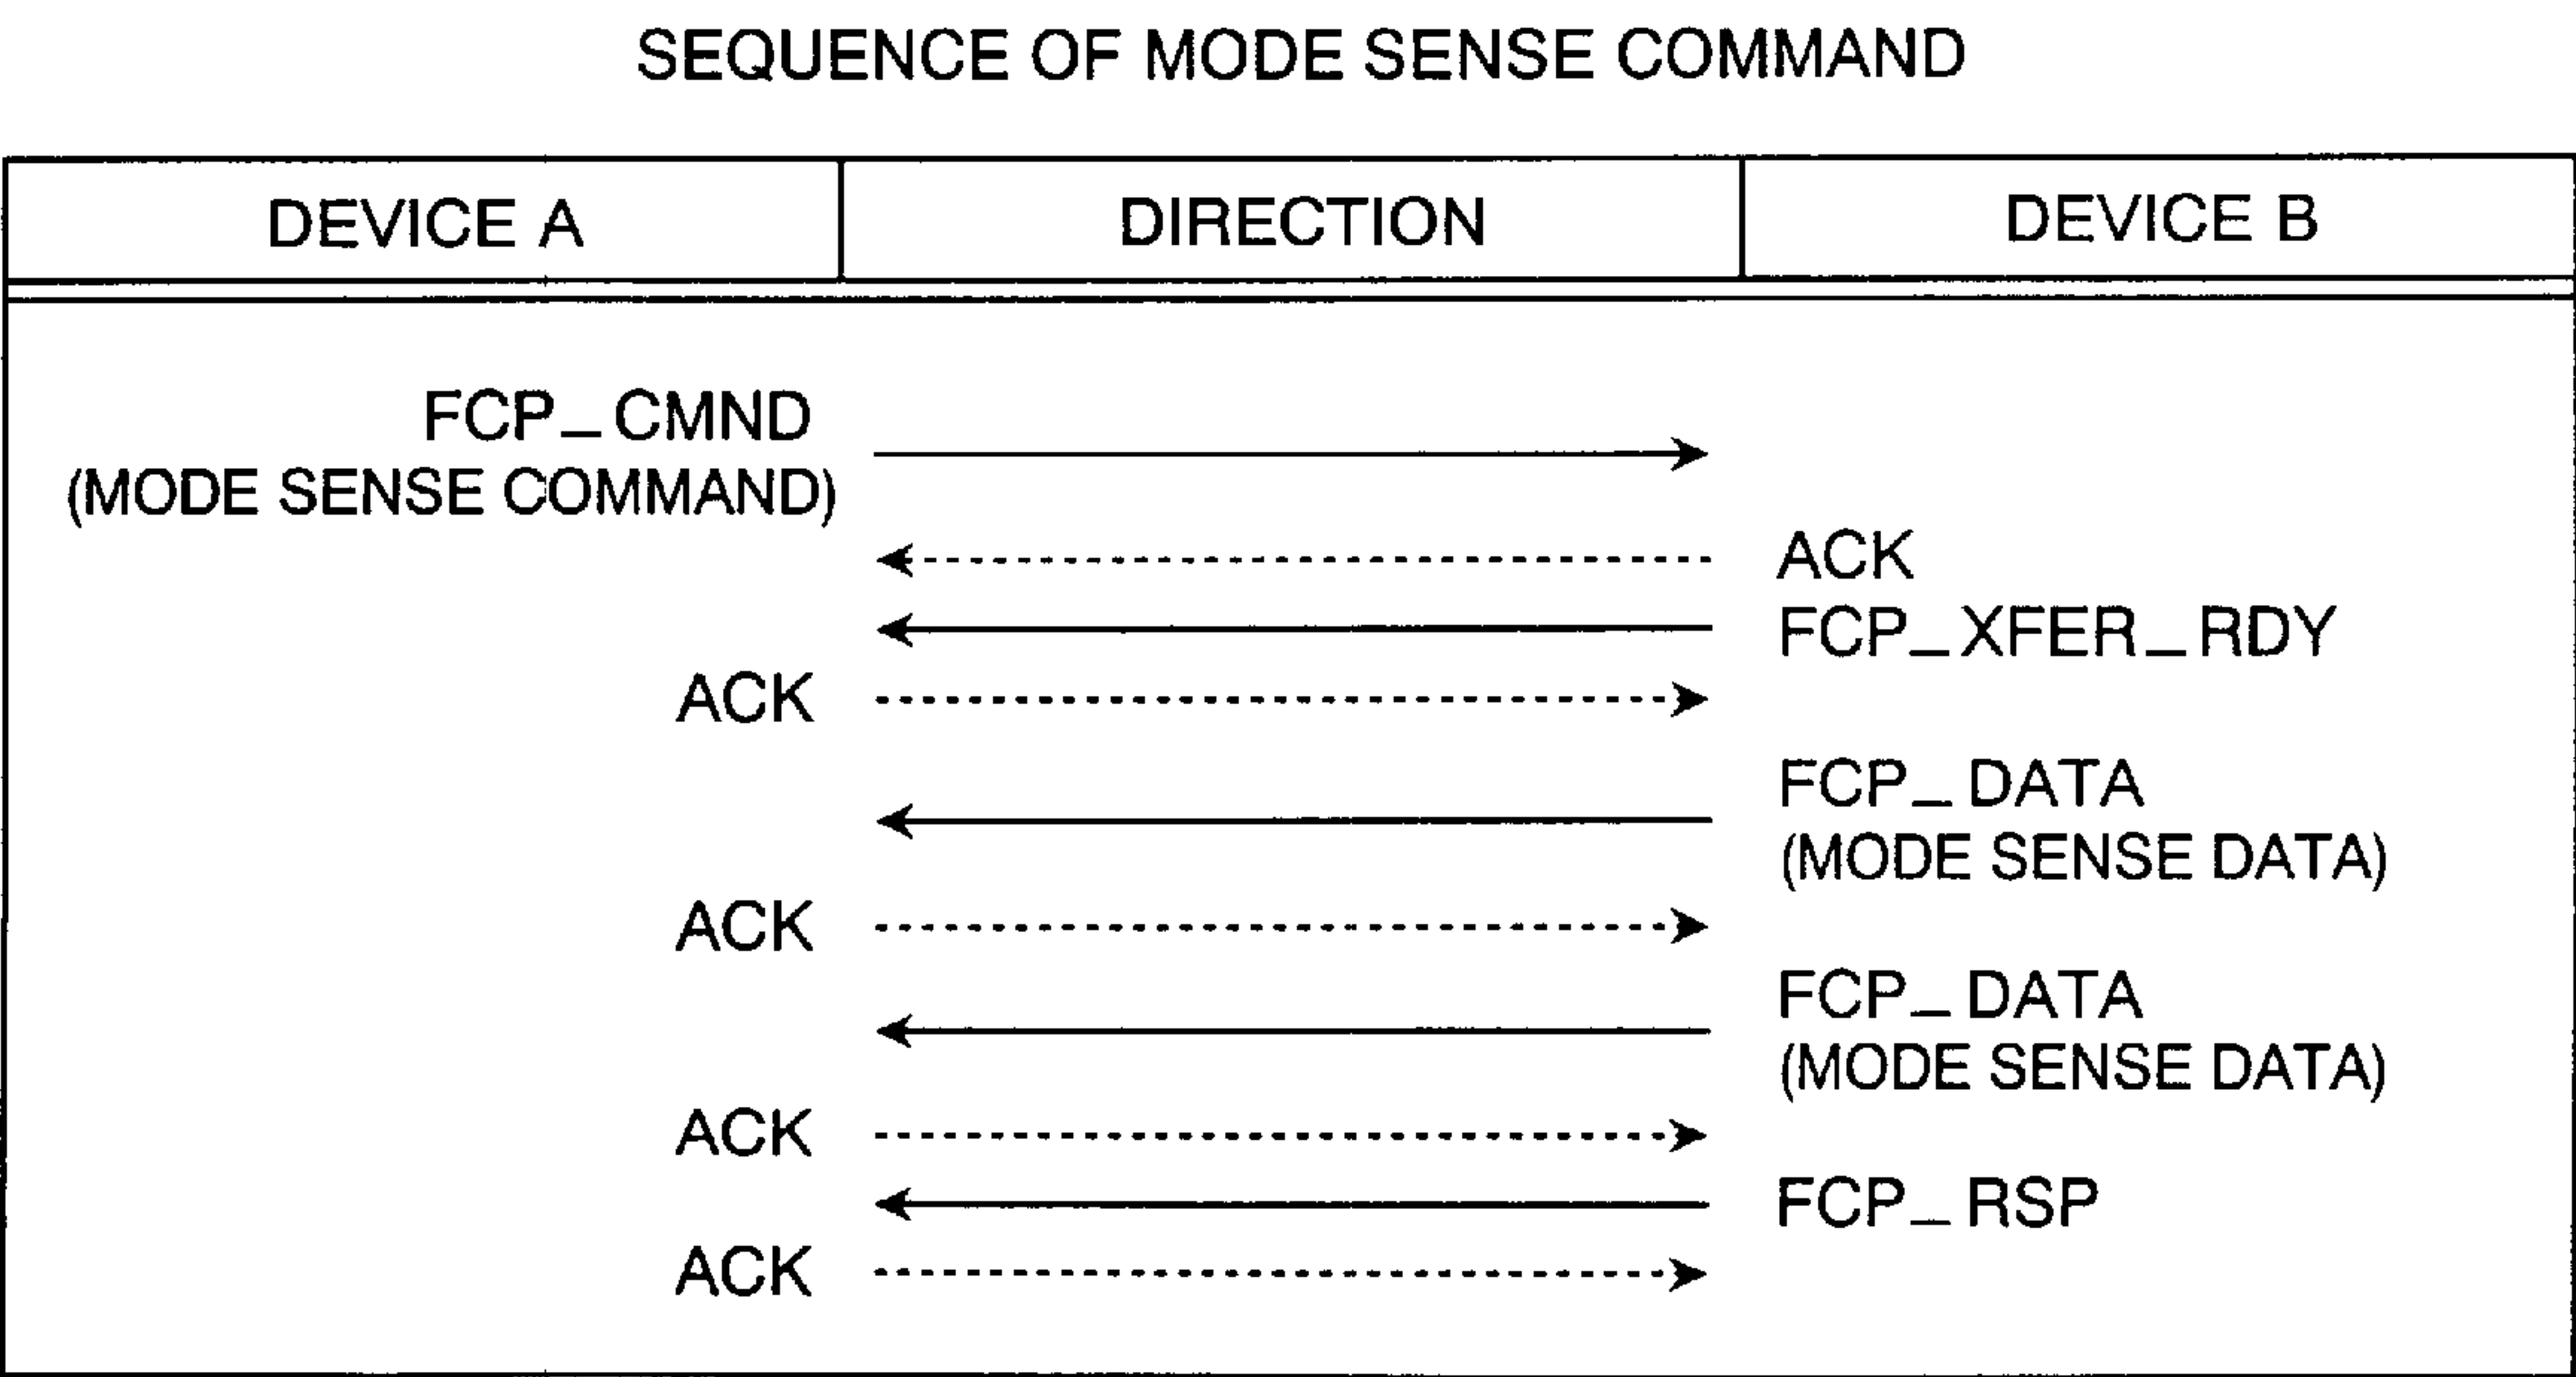 SEQUENCE OF MODE SENSE COMMAND
DEVICE A DIRECTION DEVICE B
FCP_CMND
(MODE SENSE COMMAND)
ACK
FCP_XFER_RDY
ACK
FCP_DATA
(MODE SENSE DATA)
ACK
FCP_DATA
(MODE SENSE DATA)
ACK
FCP_RSP
ACK